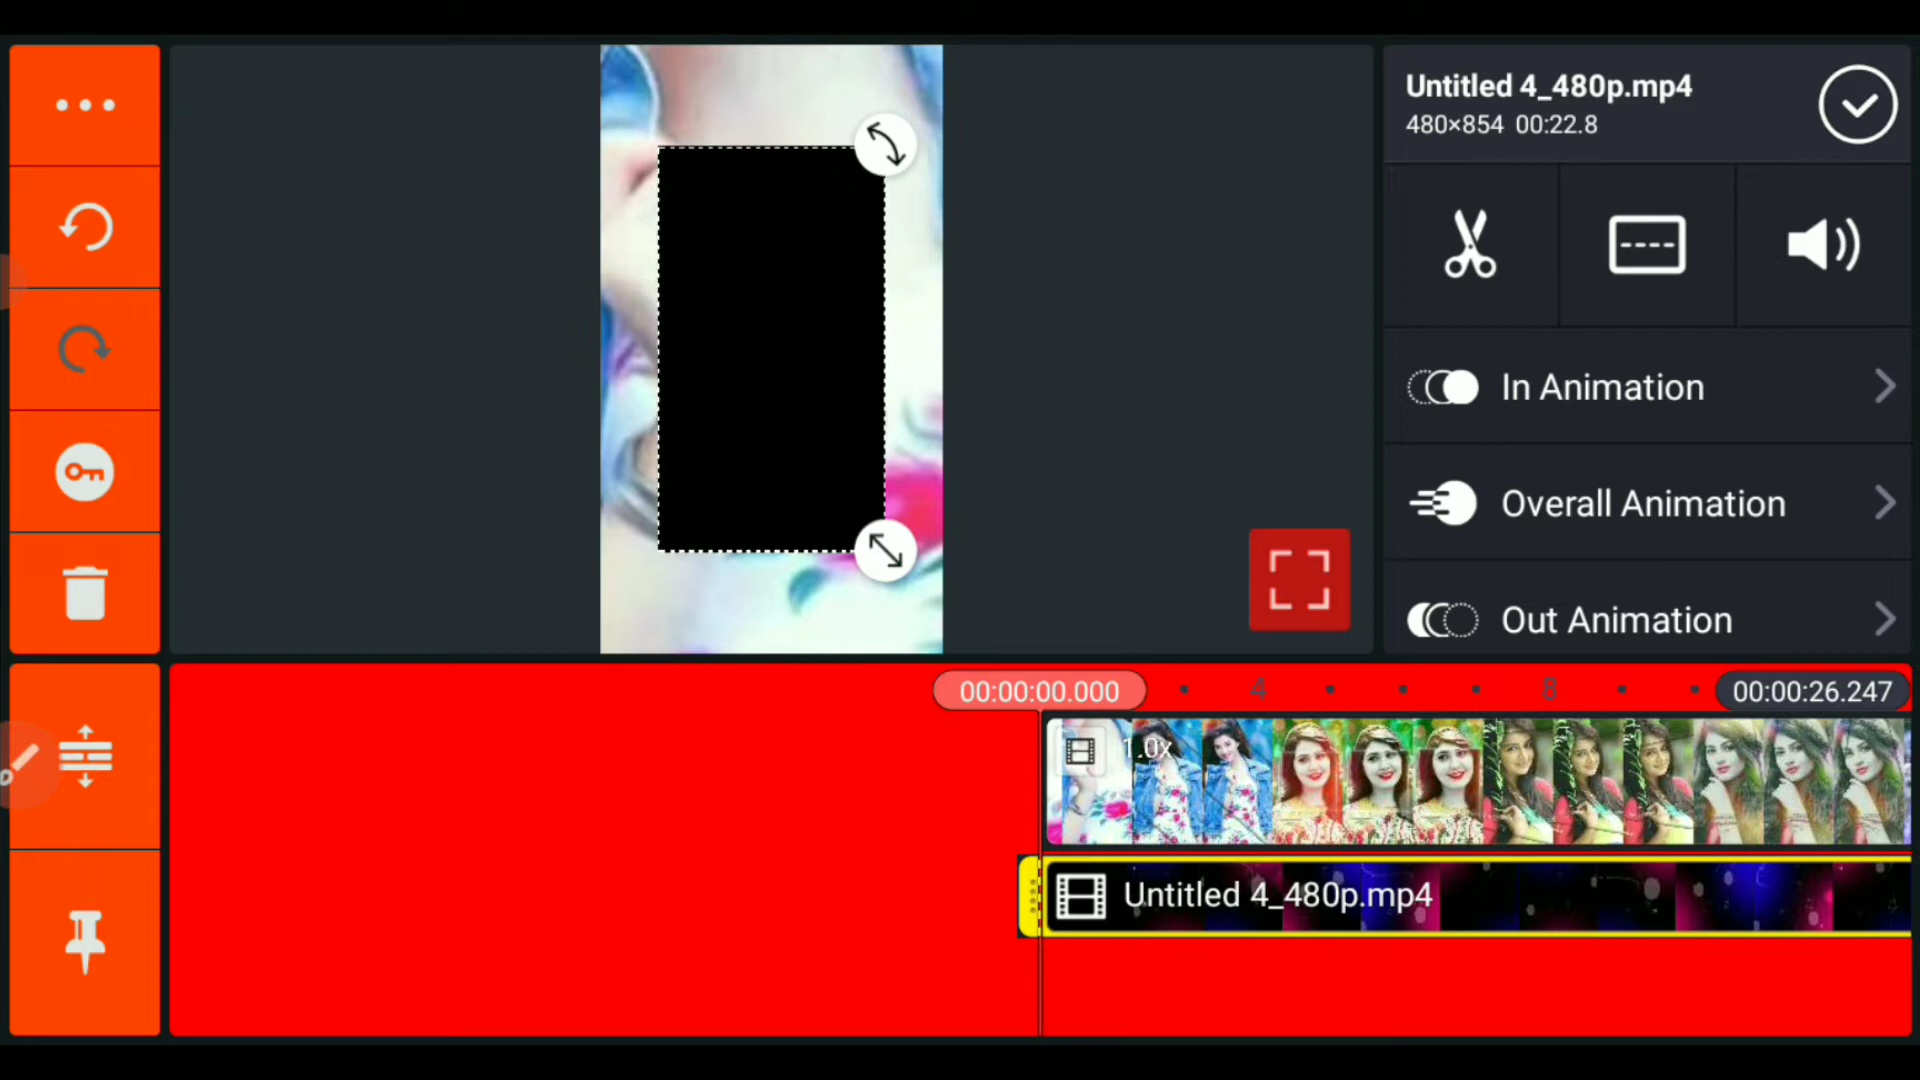 Untitled 4_480p.mp4
480×854 00:22.8
In Animation
Overall Animation
Out Animation
00:00:00.000
4
8
00:00:26.247
1.0x
Untitled 4_480p.mp4